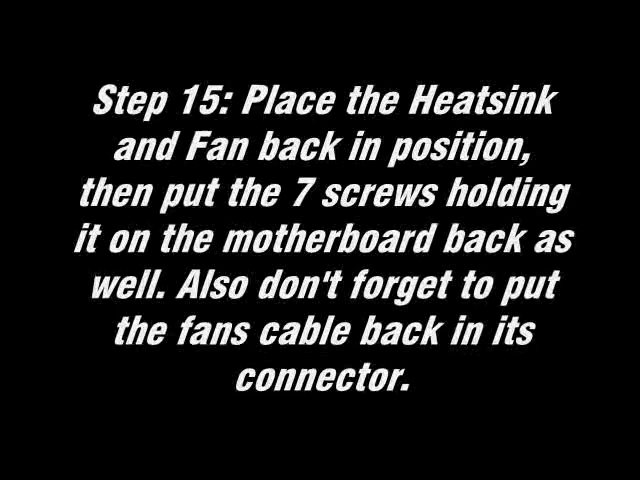 Step 15: Place the Heatsink
and Fan back in position,
then put the 7 screws holding
it on the motherboard back as
well. Also don't forget to put
the fans cable back in its
connector.